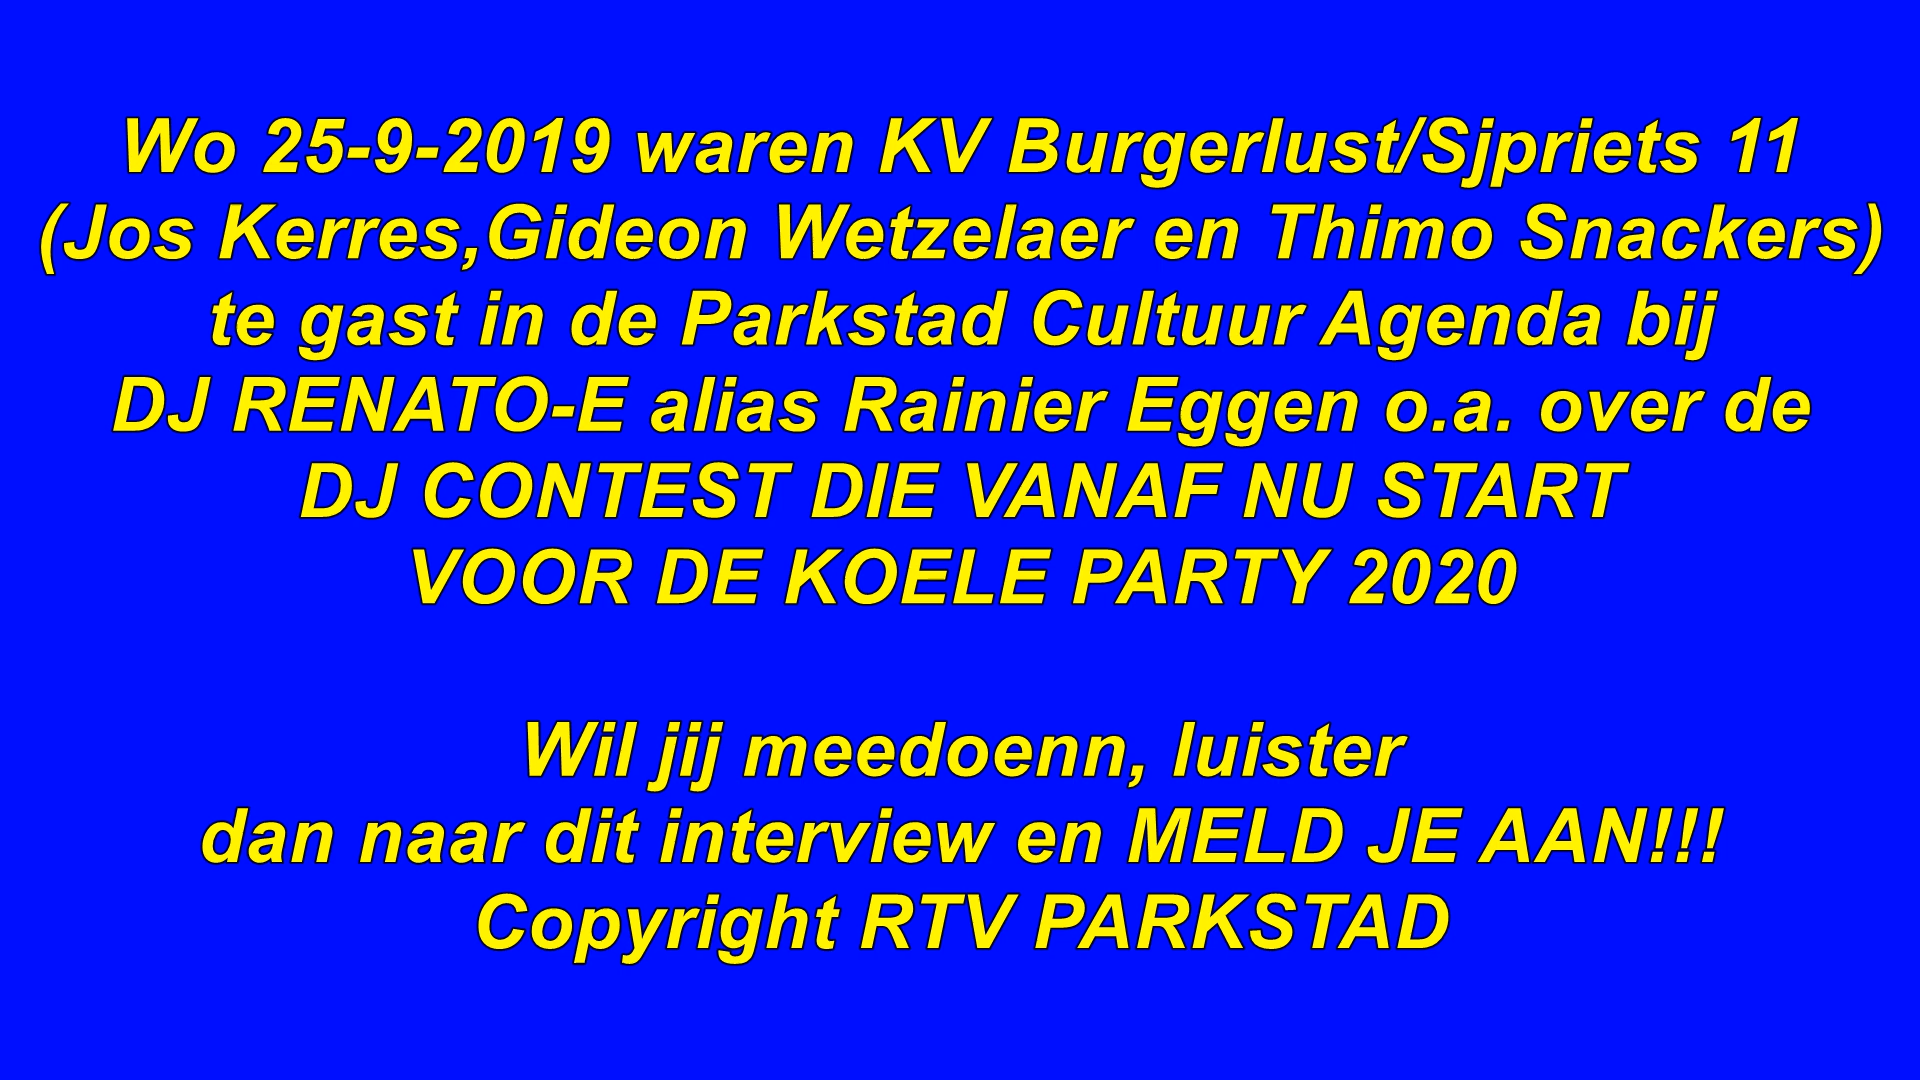 Wo 25-9-2019 waren KV Burgerlust/Sjpriets 11
(Jos Kerres,Gideon Wetzelaer en Thimo Snackers)
te gast in de Parkstad Cultuur Agenda bij
DJ RENATO-E alias Rainier Eggen o.a. over de
DJ CONTEST DIE VANAF NU START
VOOR DE KOELE PARTY 2020
Wil jij meedoenn, luister
dan naar dit interview en MELD JE AAN!!!
Copyright RTV PARKSTAD